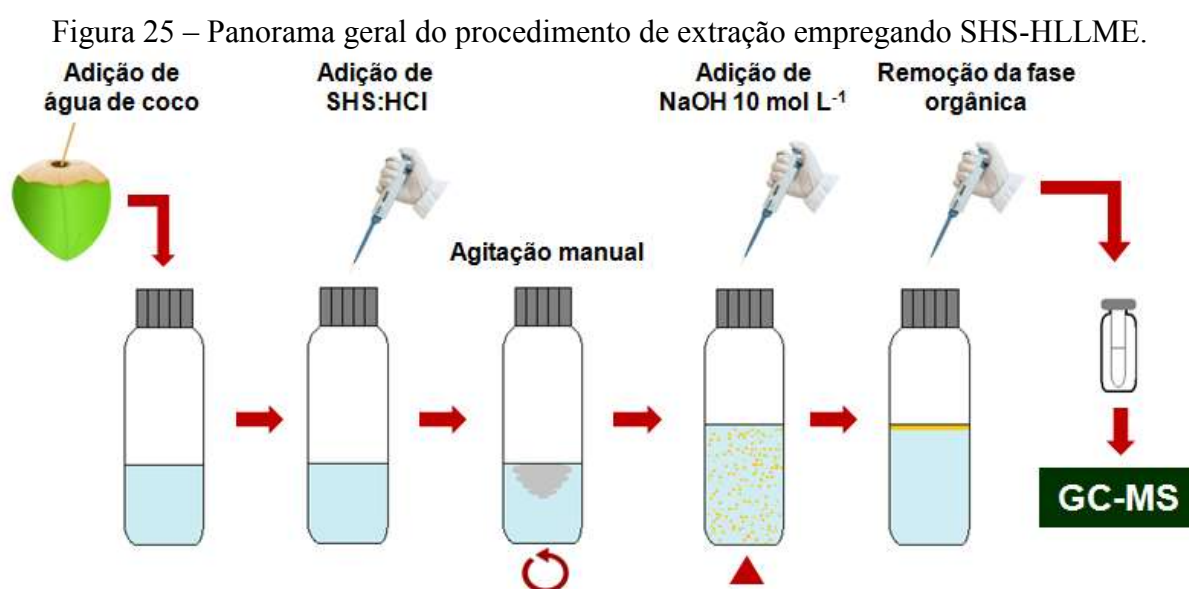 Figura 25 – Panorama geral do procedimento de extração empregando SHS-HLLME.
Adição de
água de coco
Adição de
SHS:HCl
Agitação manual
Adição de
NaOH 10 mol L⁻¹
Remoção da fase
orgânica
GC-MS